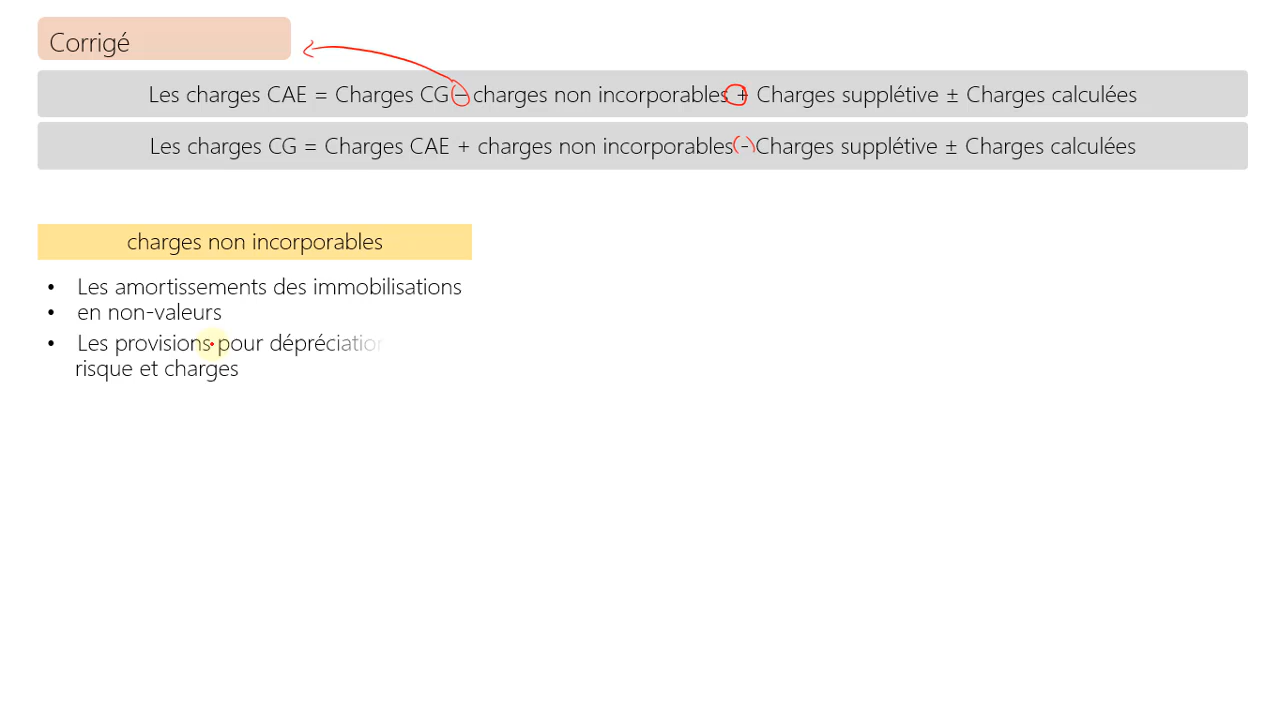 Corrigé
Les charges CAE = Charges CG – charges non incorporables + Charges supplétive ± Charges calculées
Les charges CG = Charges CAE + charges non incorporables - Charges supplétive ± Charges calculées
charges non incorporables
• Les amortissements des immobilisations
• en non-valeurs
• Les provisions pour dépréciation
risque et charges